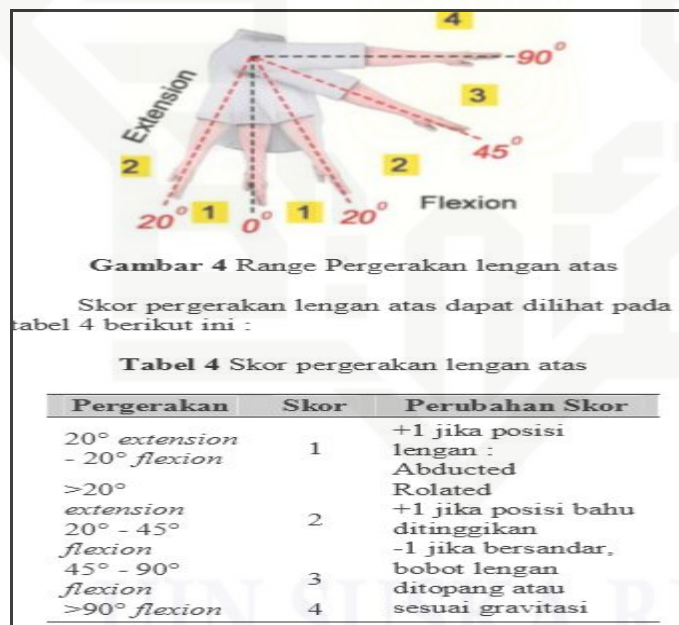 4
90°
3
Extension
45°
2
2
Flexion
20°
1
0°
1
20°
Gambar 4 Range Pergerakan lengan atas
Skor pergerakan lengan atas dapat dilihat pada
tabel 4 berikut ini :
Tabel 4 Skor pergerakan lengan atas
Pergerakan Skor Perubahan Skor
20° extension
- 20° flexion
1
>20°
extension
20° - 45°
flexion
2
45° - 90°
flexion
3
>90° flexion 4
+1 jika posisi
lengan :
Abducted
Rolated
+1 jika posisi bahu
ditinggikan
-1 jika bersandar,
bobot lengan
ditopang atau
sesuai gravitasi